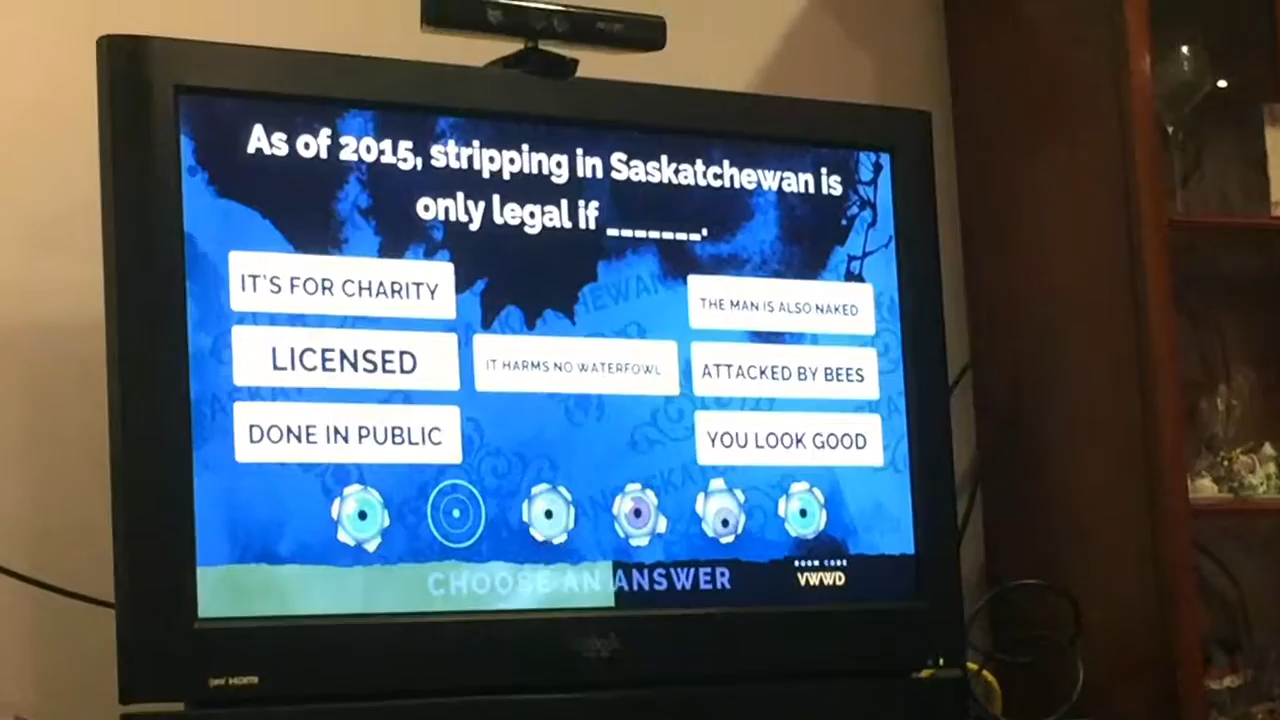 As of 2015, stripping in Saskatchewan is
only legal if _______.
IT'S FOR CHARITY
THE MAN IS ALSO NAKED
LICENSED
IT HARMS NO WATERFOWL
ATTACKED BY BEES
DONE IN PUBLIC
YOU LOOK GOOD
CHOOSE AN ANSWER
ROOM CODE
VWWD
HDMI